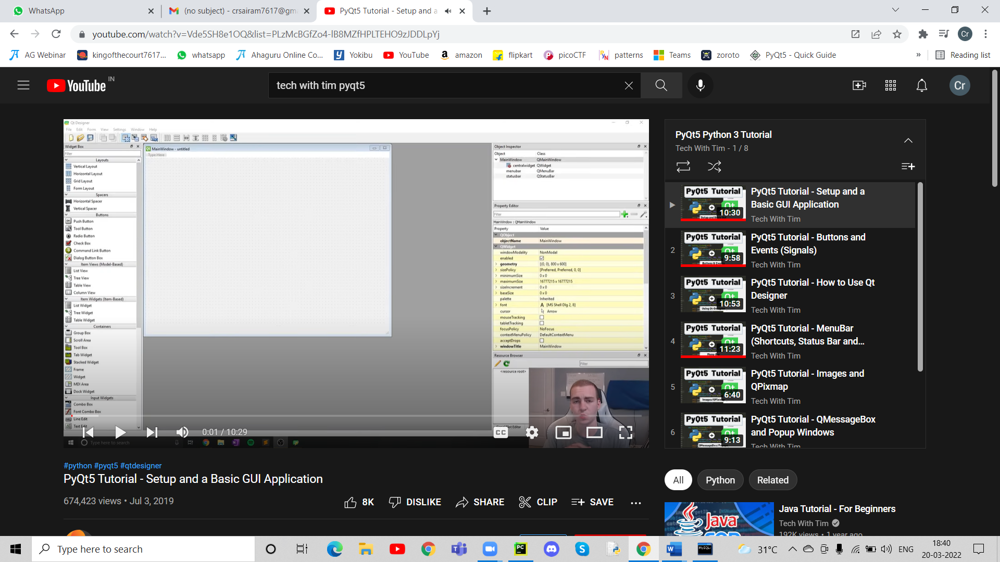 WhatsApp
(no subject) - crsairam7617@gm
PyQt5 Tutorial - Setup and a
youtube.com/watch?v=Vde5SH8e1OQ&list=PLzMcBGfZo4-lB8MZfHPLTEHO9zJDDLpYj
Cr
AG Webinar
kingofthecourt7617...
whatsapp
Ahaguru Online Co...
Yokibu
YouTube
amazon
flipkart
picoCTF
patterns
Teams
zoroto
PyQt5 - Quick Guide
»
Reading list
YouTube IN
tech with tim pyqt5
Cr
Qt Designer
File Edit Form View Settings Window Help
Widget Box
Filter
Layouts
Vertical Layout
Horizontal Layout
Grid Layout
Form Layout
Spacers
Horizontal Spacer
Vertical Spacer
Buttons
Push Button
Tool Button
Radio Button
Check Box
Command Link Button
Dialog Button Box
Item Views (Model-Based)
List View
Tree View
Table View
Column View
Item Widgets (Item-Based)
List Widget
Tree Widget
Table Widget
Containers
Group Box
Scroll Area
Tool Box
Tab Widget
Stacked Widget
Frame
Widget
MDI Area
Dock Widget
Input Widgets
Combo Box
Font Combo Box
Line Edit
Text Edit
MainWindow - untitled
Type Here
Object Inspector
Object Class
MainWindow QMainWindow
centralwidget QWidget
menubar QMenuBar
statusbar QStatusBar
Property Editor
Filter
MainWindow : QMainWindow
Property Value
QObject
objectName MainWindow
QWidget
windowModality NonModal
enabled
geometry [(0, 0), 800 x 600]
sizePolicy [Preferred, Preferred, 0, 0]
minimumSize 0 x 0
maximumSize 16777215 x 16777215
sizeIncrement 0 x 0
baseSize 0 x 0
palette Inherited
font A [MS Shell Dlg 2, 8]
cursor Arrow
mouseTracking
tabletTracking
focusPolicy NoFocus
contextMenuPolicy DefaultContextMenu
acceptDrops
windowTitle MainWindow
Resource Browser
Filter
<resource root>
0:01 / 10:29
CC
Type here to search
PyQt5 Python 3 Tutorial
Tech With Tim - 1 / 8
PyQt5 Tutorial
10:30
PyQt5 Tutorial - Setup and a
Basic GUI Application
Tech With Tim
2
PyQt5 Tutorial
9:58
PyQt5 Tutorial - Buttons and
Events (Signals)
Tech With Tim
3
PyQt5 Tutorial
10:53
PyQt5 Tutorial - How to Use Qt
Designer
Tech With Tim
4
PyQt5 Tutorial
11:23
PyQt5 Tutorial - MenuBar
(Shortcuts, Status Bar and...
Tech With Tim
5
PyQt5 Tutorial
6:40
PyQt5 Tutorial - Images and
QPixmap
Tech With Tim
6
PyQt5 Tutorial
9:13
PyQt5 Tutorial - QMessageBox
and Popup Windows
Tech With Tim
#python #pyqt5 #qtdesigner
PyQt5 Tutorial - Setup and a Basic GUI Application
674,423 views • Jul 3, 2019
8K
DISLIKE
SHARE
CLIP
SAVE
All
Python
Related
Java
Java Tutorial - For Beginners
Tech With Tim
192K views • 1 year ago
Type here to search
31°C
ENG
18:40
20-03-2022